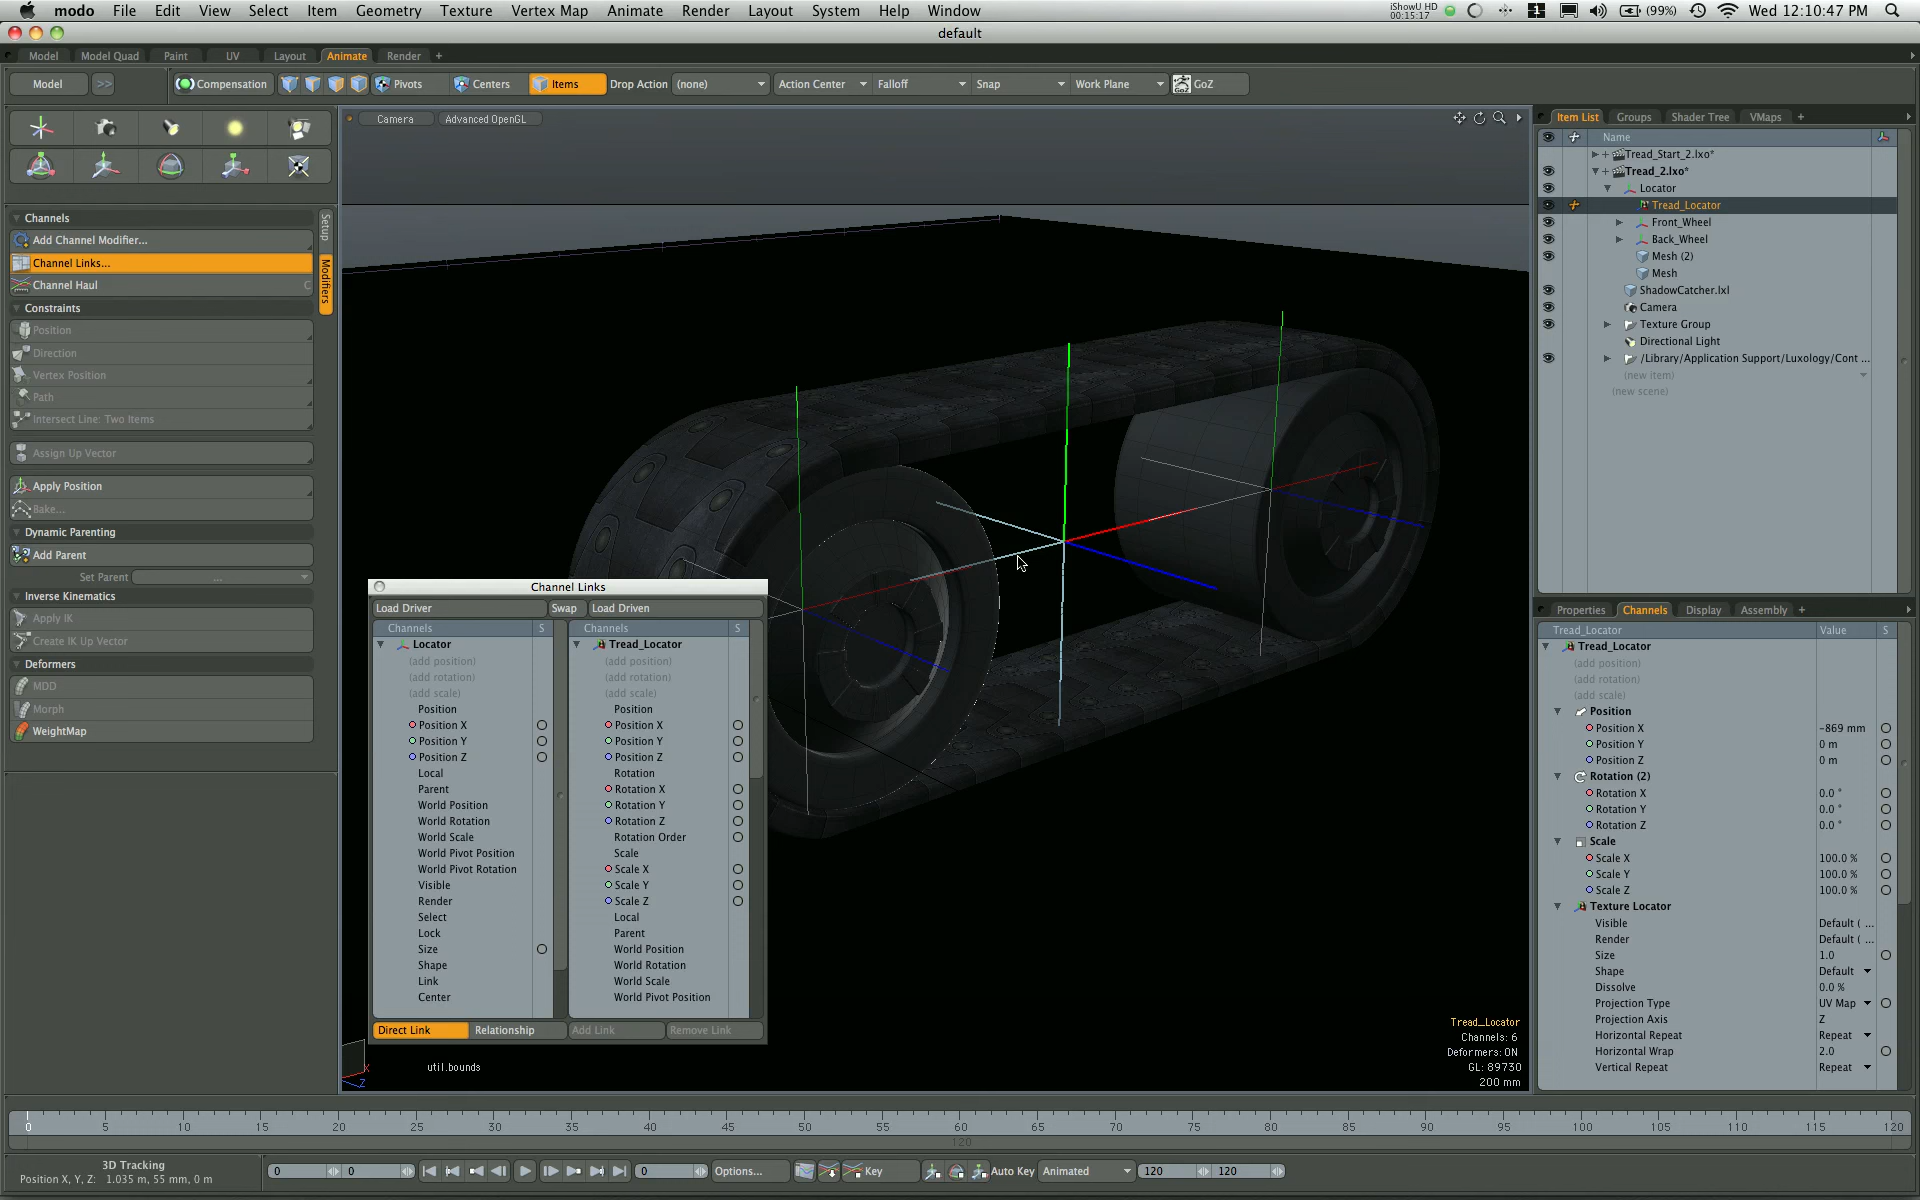 modo File Edit View Select Item Geometry Texture Vertex Map Animate Render Layout System Help Window iShowU HD 00:15:17 1 (99%) Wed 12:10:47 PM
default
Model Model Quad Paint UV Layout Animate Render +
Model >> Compensation Pivots Centers Items Drop Action (none) Action Center Falloff Snap Work Plane GoZ
Camera Advanced OpenGL
Setup
Modifiers
Channels
Add Channel Modifier...
Channel Links...
Channel Haul C
Constraints
Position
Direction
Vertex Position
Path
Intersect Line: Two Items
Assign Up Vector
Apply Position
Bake...
Dynamic Parenting
Add Parent
Set Parent ...
Inverse Kinematics
Apply IK
Create IK Up Vector
Deformers
MDD
Morph
WeightMap
Channel Links
Load Driver Swap Load Driven
Channels S Channels S
Locator Tread_Locator
(add position) (add position)
(add rotation) (add rotation)
(add scale) (add scale)
Position Position
Position X Position X
Position Y Position Y
Position Z Position Z
Local Rotation
Parent Rotation X
World Position Rotation Y
World Rotation Rotation Z
World Scale Rotation Order
World Pivot Position Scale
World Pivot Rotation Scale X
Visible Scale Y
Render Scale Z
Select Local
Lock Parent
Size World Position
Shape World Rotation
Link World Scale
Center World Pivot Position
Direct Link Relationship Add Link Remove Link
X
Z
util.bounds
Tread_Locator
Channels: 6
Deformers: ON
GL: 89730
200 mm
Item List Groups Shader Tree VMaps +
Name
Tread_Start_2.lxo*
Tread_2.lxo*
Locator
Tread_Locator
Front_Wheel
Back_Wheel
Mesh (2)
Mesh
ShadowCatcher.lxl
Camera
Texture Group
Directional Light
/Library/Application Support/Luxology/Cont ...
(new item)
(new scene)
Properties Channels Display Assembly +
Tread_Locator Value S
Tread_Locator
(add position)
(add rotation)
(add scale)
Position
Position X -869 mm
Position Y 0 m
Position Z 0 m
Rotation (2)
Rotation X 0.0 °
Rotation Y 0.0 °
Rotation Z 0.0 °
Scale
Scale X 100.0 %
Scale Y 100.0 %
Scale Z 100.0 %
Texture Locator
Visible Default ( ...
Render Default ( ...
Size 1.0
Shape Default
Dissolve 0.0 %
Projection Type UV Map
Projection Axis Z
Horizontal Repeat Repeat
Horizontal Wrap 2.0
Vertical Repeat Repeat
0 5 10 15 20 25 30 35 40 45 50 55 60 65 70 75 80 85 90 95 100 105 110 115 120
120
3D Tracking
Position X, Y, Z: 1.035 m, 55 mm, 0 m
0 0 0 Options... Key Auto Key Animated 120 120